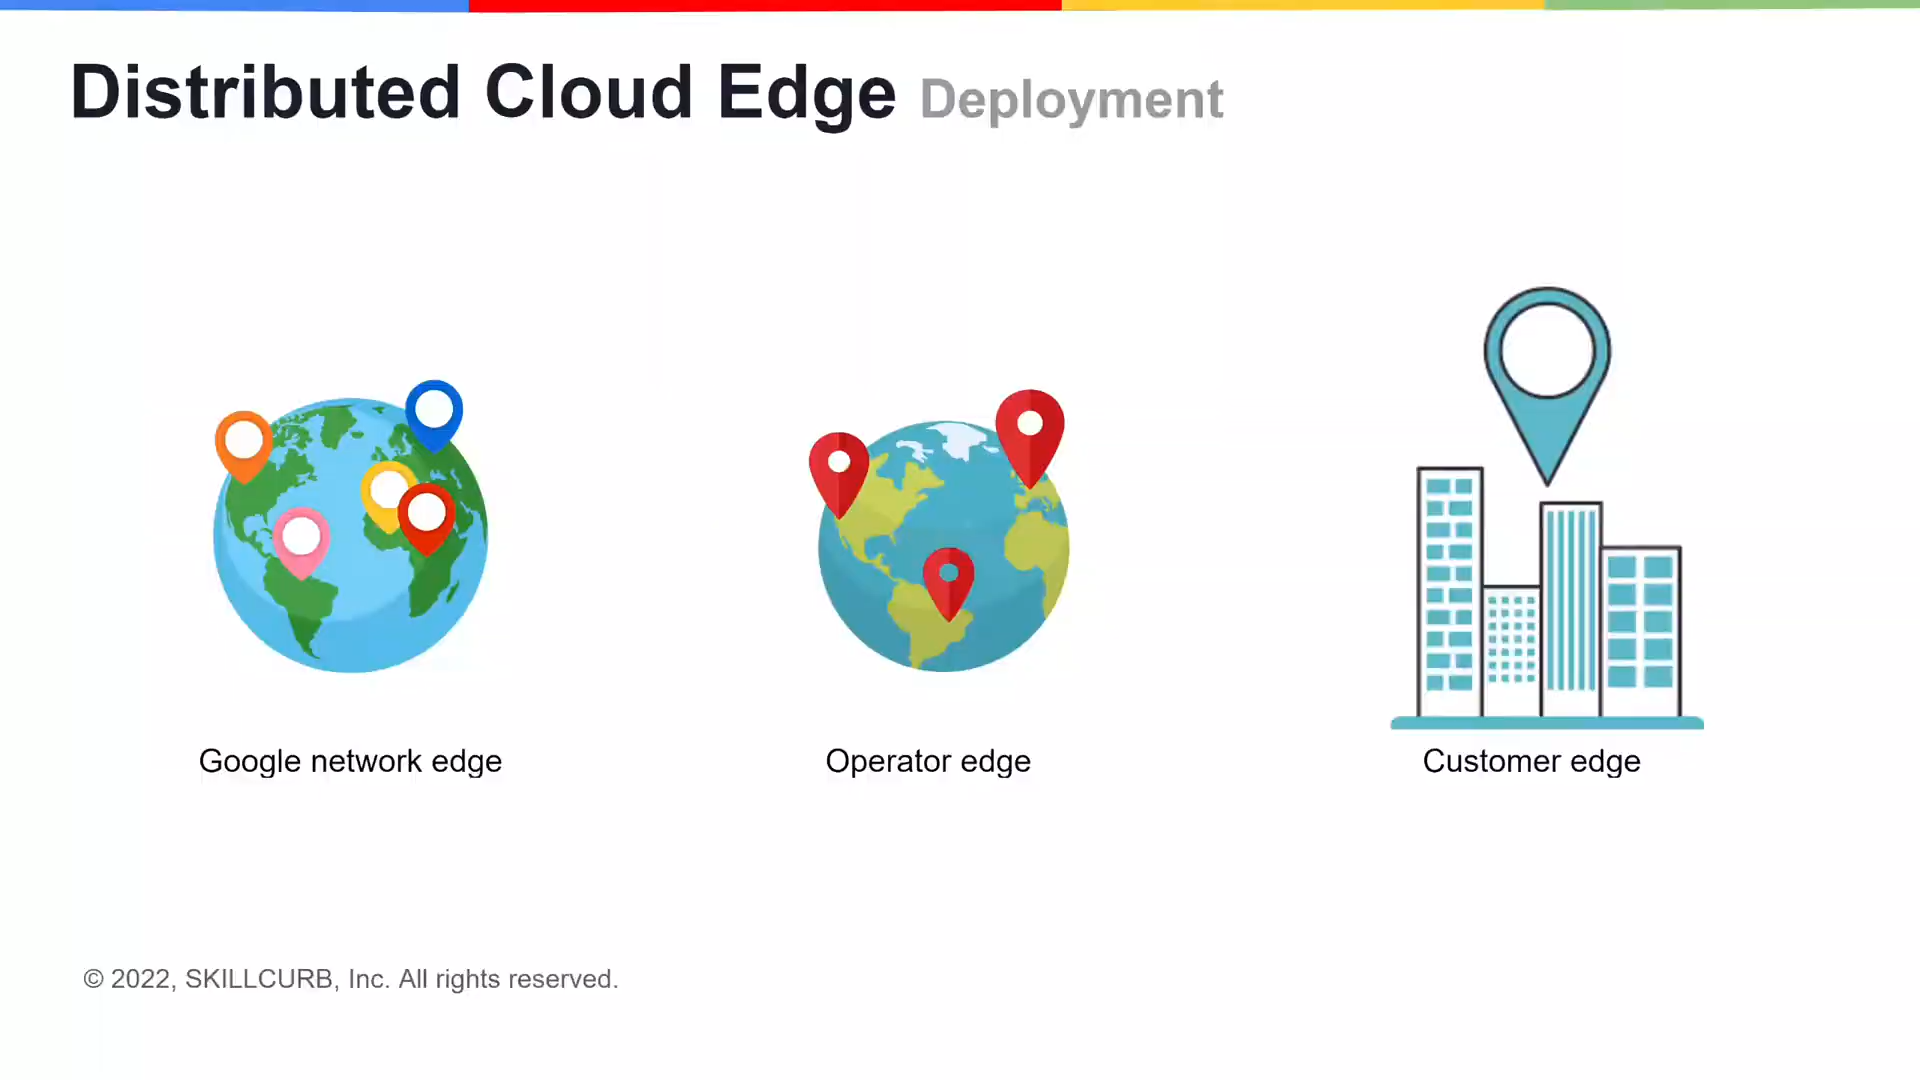 Distributed Cloud Edge Deployment
Google network edge
Operator edge
Customer edge
© 2022, SKILLCURB, Inc. All rights reserved.